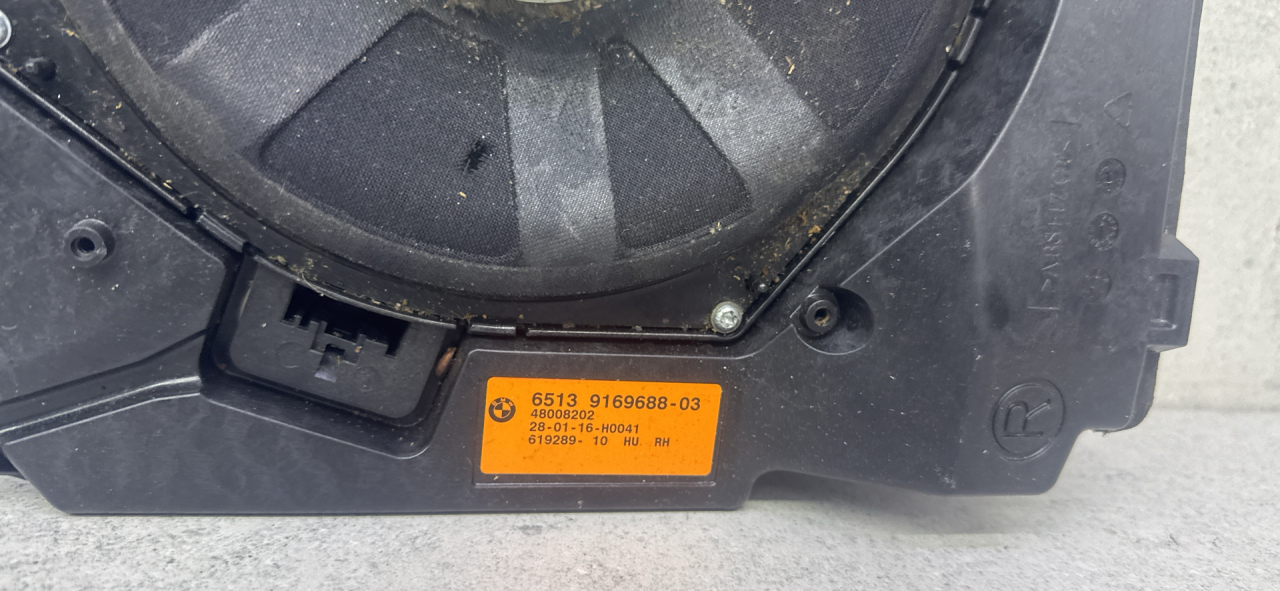 6513 9169688-03
48008202
28-01-16-H0041
619289- 10 HU RH
R